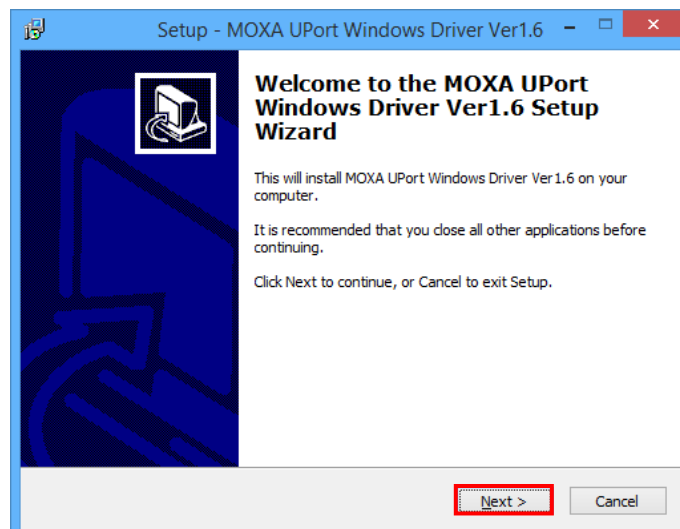 Setup - MOXA UPort Windows Driver Ver1.6
Welcome to the MOXA UPort
Windows Driver Ver1.6 Setup
Wizard
This will install MOXA UPort Windows Driver Ver1.6 on your
computer.
It is recommended that you close all other applications before
continuing.
Click Next to continue, or Cancel to exit Setup.
Next >
Cancel